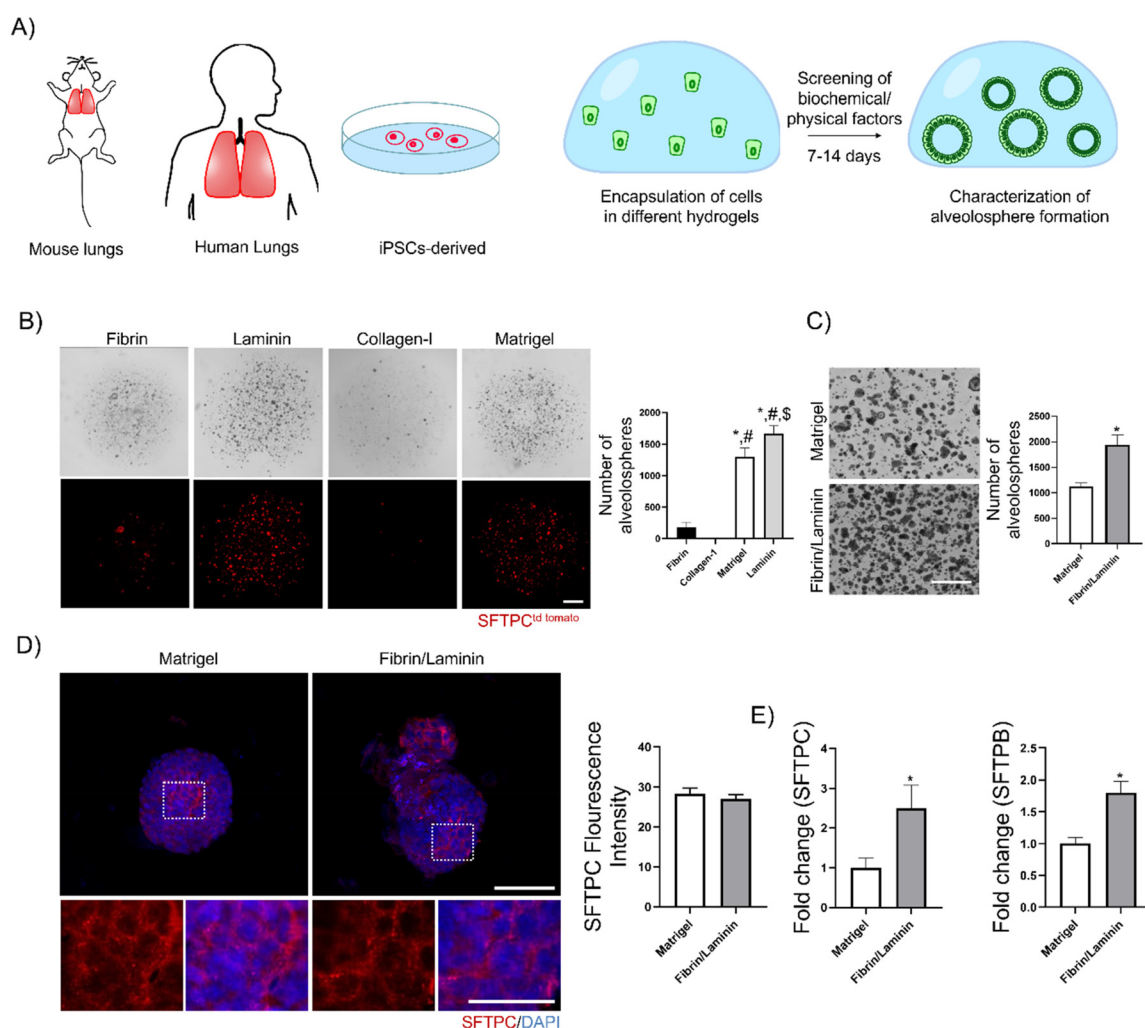 A)
Mouse lungs
Human Lungs
iPSCs-derived
Encapsulation of cells
in different hydrogels
Screening of
biochemical/
physical factors
7-14 days
Characterization of
alveolosphere formation
B)
Fibrin
Laminin
Collagen-I
Matrigel
SFTPC^td tomato
Number of
alveolospheres
2000
1500
1000
500
0
*,#
*,#,$
Fibrin
Collagen-1
Matrigel
Laminin
C)
Matrigel
Fibrin/Laminin
Number of
alveolospheres
2500
2000
1500
1000
500
0
*
Matrigel
Fibrin/Laminin
D)
Matrigel
Fibrin/Laminin
SFTPC/DAPI
SFTPC Flourescence
Intensity
40
30
20
10
0
Matrigel
Fibrin/Laminin
E)
Fold change (SFTPC)
4
3
2
1
0
*
Matrigel
Fibrin/Laminin
Fold change (SFTPB)
2.5
2.0
1.5
1.0
0.5
0.0
*
Matrigel
Fibrin/Laminin